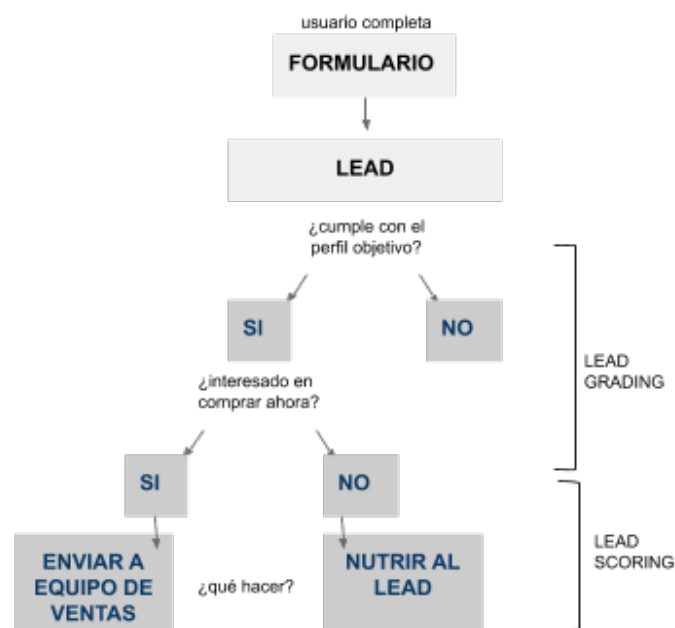 usuario completa
FORMULARIO
LEAD
¿cumple con el
perfil objetivo?
SI
NO
¿interesado en
comprar ahora?
LEAD
GRADING
SI
NO
ENVIAR A
EQUIPO DE
VENTAS
¿qué hacer?
NUTRIR AL
LEAD
LEAD
SCORING